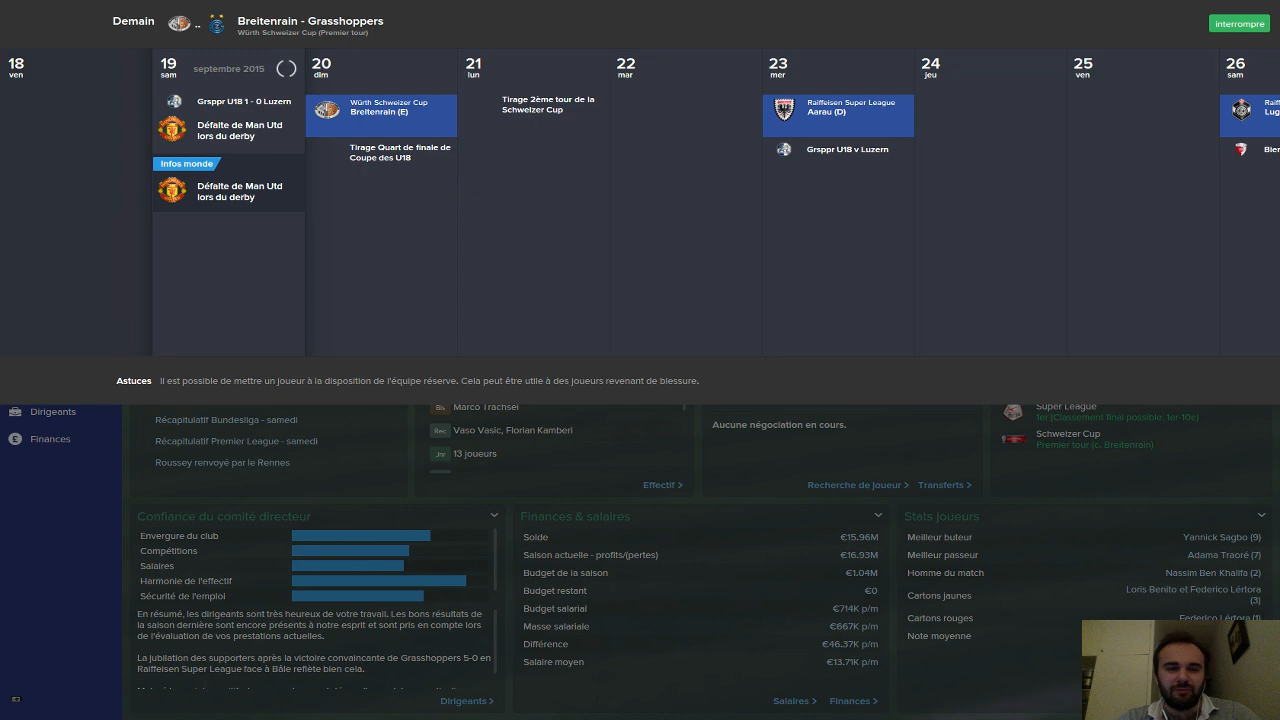 Demain
..
Breitenrain - Grasshoppers
Würth Schweizer Cup (Premier tour)
interrompre
18
ven
19
sam
septembre 2015
20
dim
21
lun
22
mar
23
mer
24
jeu
25
ven
26
sam
Grsppr U18 1 - 0 Luzern
Défaite de Man Utd
lors du derby
Infos monde
Défaite de Man Utd
lors du derby
Würth Schweizer Cup
Breitenrain (E)
Tirage Quart de finale de
Coupe des U18
Tirage 2ème tour de la
Schweizer Cup
Raiffeisen Super League
Aarau (D)
Grsppr U18 v Luzern
Raiff
Lug
Bien
Astuces
Il est possible de mettre un joueur à la disposition de l'équipe réserve. Cela peut être utile à des joueurs revenant de blessure.
Dirigeants
Finances
Récapitulatif Bundesliga - samedi
Récapitulatif Premier League - samedi
Roussey renvoyé par le Rennes
Bls
Marco Trachsel
Rec
Vaso Vasic, Florian Kamberi
Jnr
13 joueurs
Effectif >
Aucune négociation en cours.
Recherche de joueur >
Transferts >
Super League
1er (Classement final possible: 1er-10e)
Schweizer Cup
Premier tour (c. Breitenrain)
Confiance du comité directeur
Envergure du club
Compétitions
Salaires
Harmonie de l'effectif
Sécurité de l'emploi
En résumé, les dirigeants sont très heureux de votre travail. Les bons résultats de
la saison dernière sont encore présents à notre esprit et sont pris en compte lors
de l'évaluation de vos prestations actuelles.
La jubilation des supporters après la victoire convaincante de Grasshoppers 5-0 en
Raiffeisen Super League face à Bâle reflète bien cela.
Dirigeants >
Finances & salaires
Solde €15.96M
Saison actuelle - profits/(pertes) €16.93M
Budget de la saison €1.04M
Budget restant €0
Budget salarial €714K p/m
Masse salariale €667K p/m
Différence €46.37K p/m
Salaire moyen €13.71K p/m
Salaires >
Finances >
Stats joueurs
Meilleur buteur Yannick Sagbo (9)
Meilleur passeur Adama Traoré (7)
Homme du match Nassim Ben Khalifa (2)
Cartons jaunes Loris Benito et Federico Lértora
(3)
Cartons rouges Federico Lértora (1)
Note moyenne